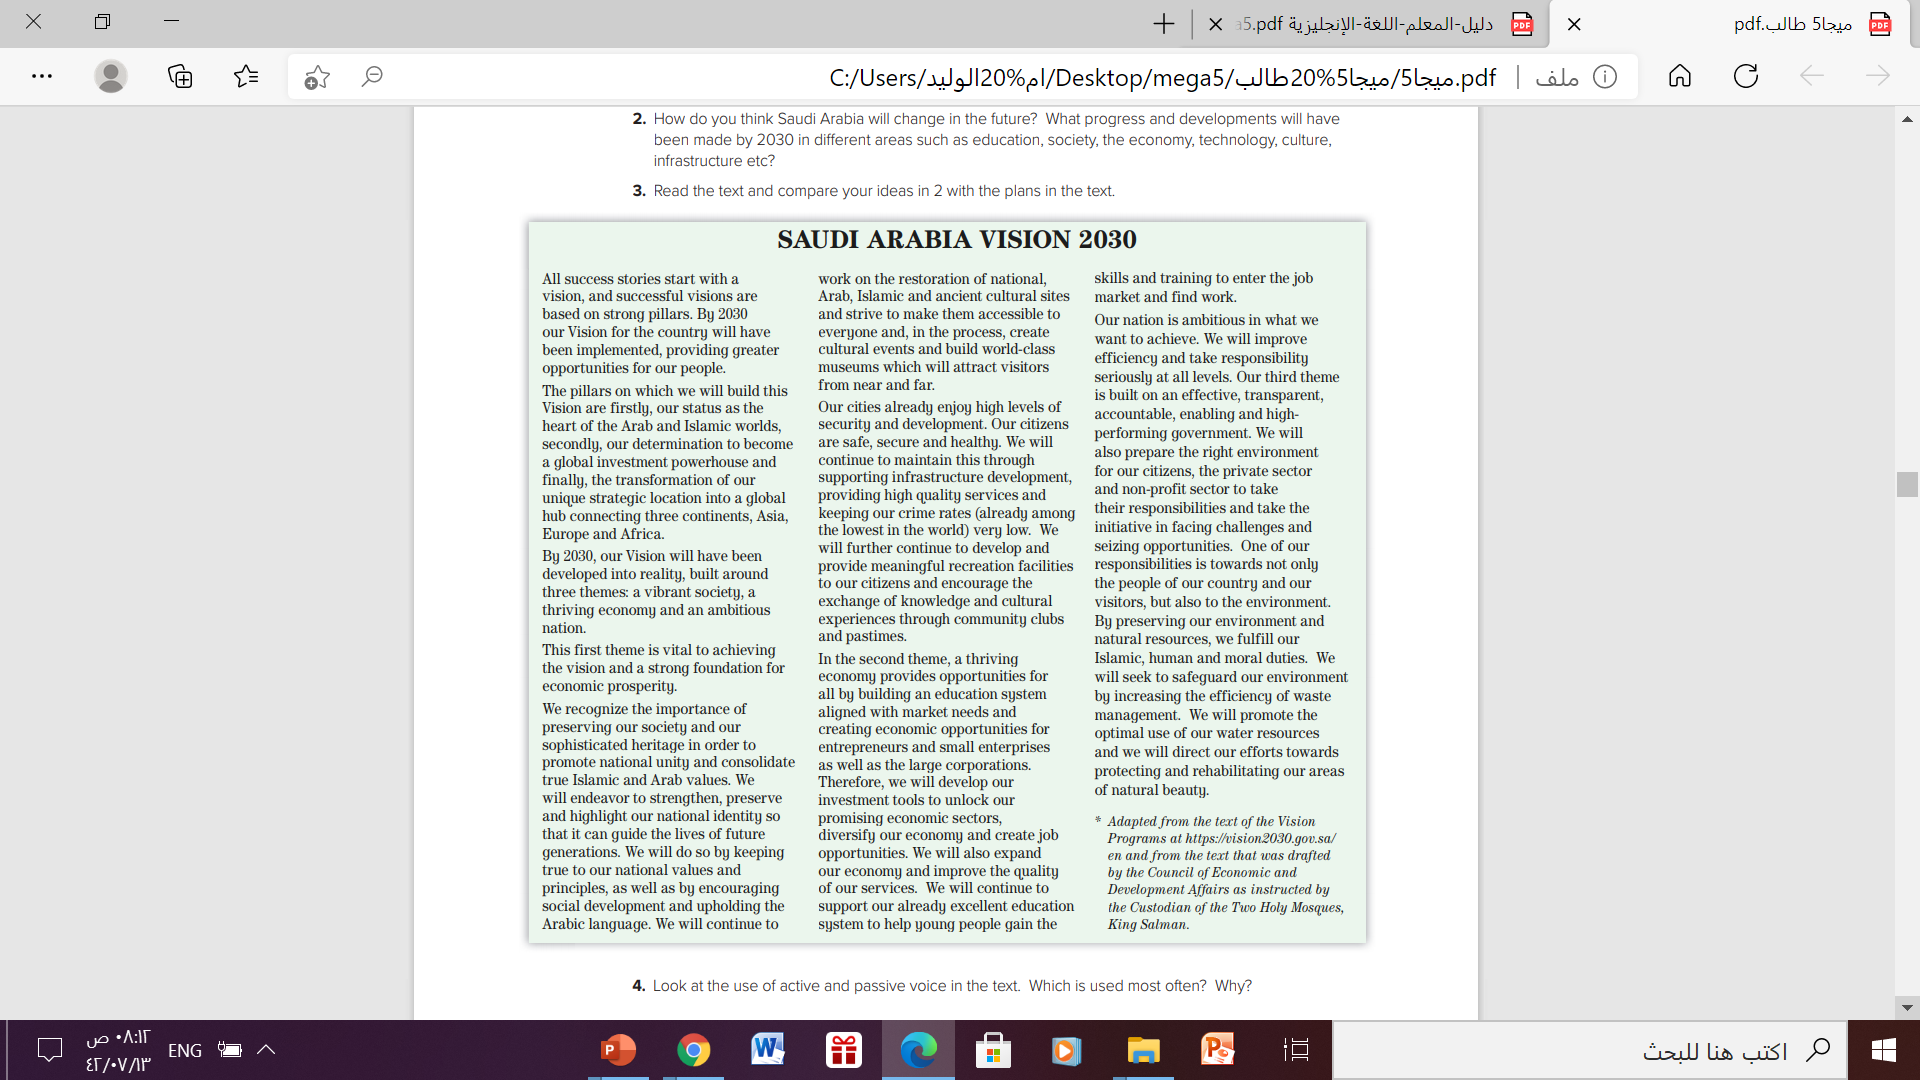 ميجا5 طالب.pdf
دليل-المعلم-اللغة-الإنجليزية a5.pdf
C:/Users/ام%20الوليد/Desktop/mega5/ميجا5/ميجا5%20طالب.pdf
ملف
2. How do you think Saudi Arabia will change in the future? What progress and developments will have
been made by 2030 in different areas such as education, society, the economy, technology, culture,
infrastructure etc?
3. Read the text and compare your ideas in 2 with the plans in the text.
SAUDI ARABIA VISION 2030
All success stories start with a
vision, and successful visions are
based on strong pillars. By 2030
our Vision for the country will have
been implemented, providing greater
opportunities for our people.
The pillars on which we will build this
Vision are firstly, our status as the
heart of the Arab and Islamic worlds,
secondly, our determination to become
a global investment powerhouse and
finally, the transformation of our
unique strategic location into a global
hub connecting three continents, Asia,
Europe and Africa.
By 2030, our Vision will have been
developed into reality, built around
three themes: a vibrant society, a
thriving economy and an ambitious
nation.
This first theme is vital to achieving
the vision and a strong foundation for
economic prosperity.
We recognize the importance of
preserving our society and our
sophisticated heritage in order to
promote national unity and consolidate
true Islamic and Arab values. We
will endeavor to strengthen, preserve
and highlight our national identity so
that it can guide the lives of future
generations. We will do so by keeping
true to our national values and
principles, as well as by encouraging
social development and upholding the
Arabic language. We will continue to
work on the restoration of national,
Arab, Islamic and ancient cultural sites
and strive to make them accessible to
everyone and, in the process, create
cultural events and build world-class
museums which will attract visitors
from near and far.
Our cities already enjoy high levels of
security and development. Our citizens
are safe, secure and healthy. We will
continue to maintain this through
supporting infrastructure development,
providing high quality services and
keeping our crime rates (already among
the lowest in the world) very low. We
will further continue to develop and
provide meaningful recreation facilities
to our citizens and encourage the
exchange of knowledge and cultural
experiences through community clubs
and pastimes.
In the second theme, a thriving
economy provides opportunities for
all by building an education system
aligned with market needs and
creating economic opportunities for
entrepreneurs and small enterprises
as well as the large corporations.
Therefore, we will develop our
investment tools to unlock our
promising economic sectors,
diversify our economy and create job
opportunities. We will also expand
our economy and improve the quality
of our services. We will continue to
support our already excellent education
system to help young people gain the
skills and training to enter the job
market and find work.
Our nation is ambitious in what we
want to achieve. We will improve
efficiency and take responsibility
seriously at all levels. Our third theme
is built on an effective, transparent,
accountable, enabling and high-
performing government. We will
also prepare the right environment
for our citizens, the private sector
and non-profit sector to take
their responsibilities and take the
initiative in facing challenges and
seizing opportunities. One of our
responsibilities is towards not only
the people of our country and our
visitors, but also to the environment.
By preserving our environment and
natural resources, we fulfill our
Islamic, human and moral duties. We
will seek to safeguard our environment
by increasing the efficiency of waste
management. We will promote the
optimal use of our water resources
and we will direct our efforts towards
protecting and rehabilitating our areas
of natural beauty.
* Adapted from the text of the Vision
Programs at https://vision2030.gov.sa/
en and from the text that was drafted
by the Council of Economic and
Development Affairs as instructed by
the Custodian of the Two Holy Mosques,
King Salman.
4. Look at the use of active and passive voice in the text. Which is used most often? Why?
٠٨:١٢ ص
ENG
٤٢/٠٧/١٣
اكتب هنا للبحث